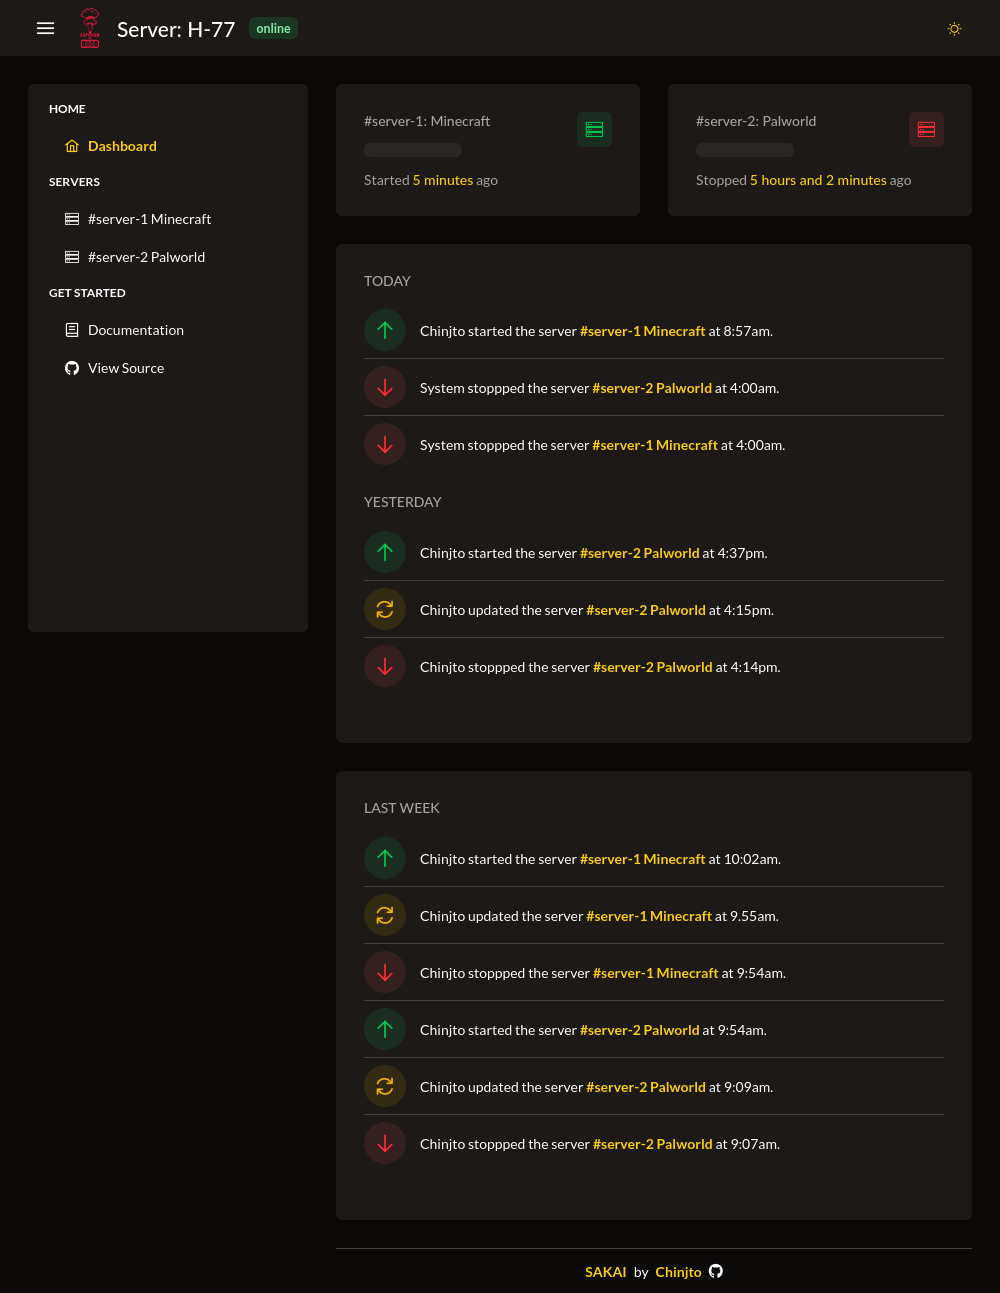 Server: H-77 online
HOME
Dashboard
SERVERS
#server-1 Minecraft
#server-2 Palworld
GET STARTED
Documentation
View Source
#server-1: Minecraft
Started 5 minutes ago
#server-2: Palworld
Stopped 5 hours and 2 minutes ago
TODAY
Chinjto started the server #server-1 Minecraft at 8:57am.
System stoppped the server #server-2 Palworld at 4:00am.
System stoppped the server #server-1 Minecraft at 4:00am.
YESTERDAY
Chinjto started the server #server-2 Palworld at 4:37pm.
Chinjto updated the server #server-2 Palworld at 4:15pm.
Chinjto stoppped the server #server-2 Palworld at 4:14pm.
LAST WEEK
Chinjto started the server #server-1 Minecraft at 10:02am.
Chinjto updated the server #server-1 Minecraft at 9.55am.
Chinjto stoppped the server #server-1 Minecraft at 9:54am.
Chinjto started the server #server-2 Palworld at 9:54am.
Chinjto updated the server #server-2 Palworld at 9:09am.
Chinjto stoppped the server #server-2 Palworld at 9:07am.
SAKAI by Chinjto